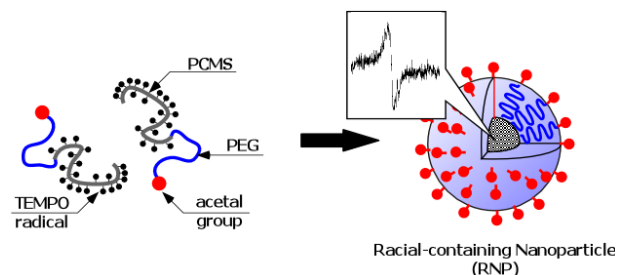 PCMS
PEG
TEMPO
radical
acetal
group
Racial-containing Nanoparticle
(RNP)